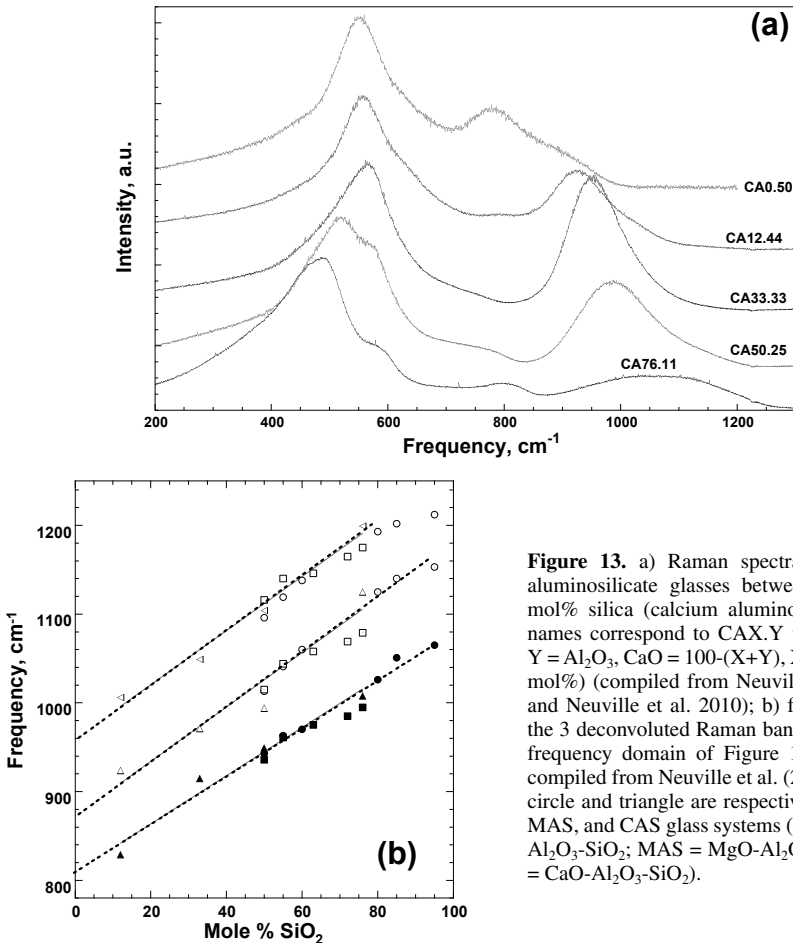 (a)
Intensity, a.u.
CA0.50
CA12.44
CA33.33
CA50.25
CA76.11
200 400 600 800 1000 1200
Frequency, cm-1
1200
1100
1000
900
800
Frequency, cm-1
(b)
0 20 40 60 80 100
Mole % SiO2
Figure 13. a) Raman spectra
aluminosilicate glasses betwee
mol% silica (calcium alumino
names correspond to CAX.Y
Y = Al2O3, CaO = 100-(X+Y), X
mol%) (compiled from Neuvill
and Neuville et al. 2010); b) f
the 3 deconvoluted Raman ban
frequency domain of Figure 1
compiled from Neuville et al. (2
circle and triangle are respectiv
MAS, and CAS glass systems (
Al2O3-SiO2; MAS = MgO-Al2O
= CaO-Al2O3-SiO2).